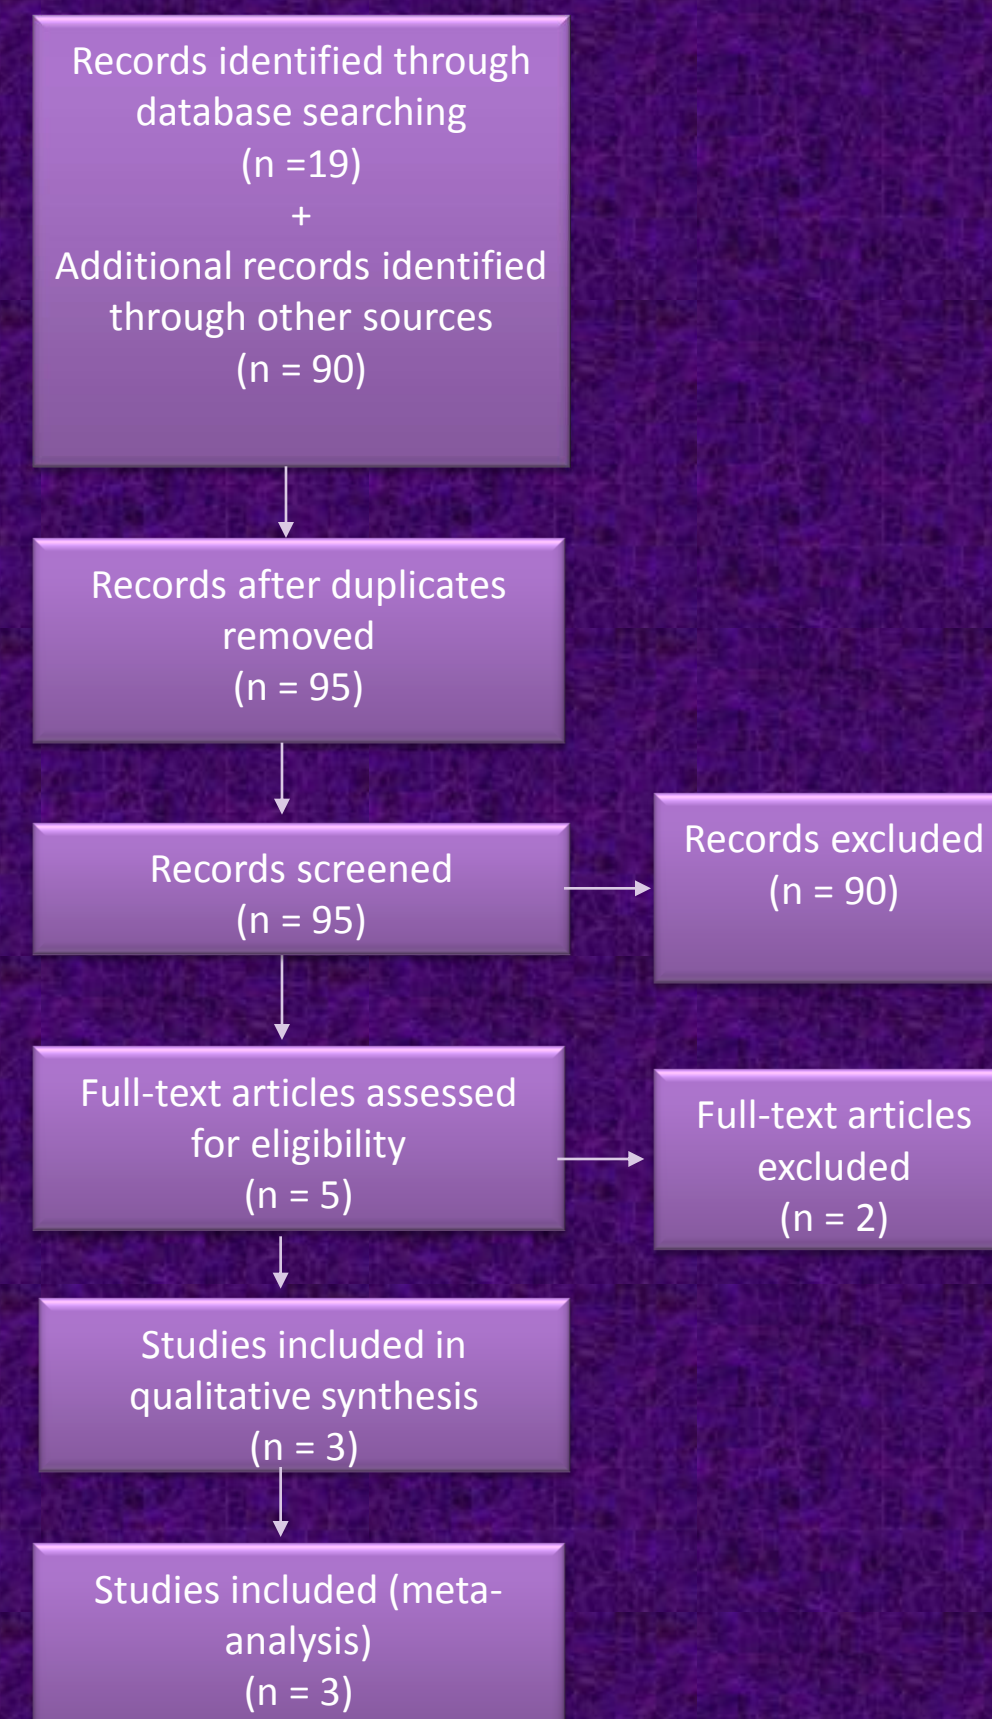 Records identified through
database searching
(n =19)
+
Additional records identified
through other sources
(n = 90)
Records after duplicates
removed
(n = 95)
Records screened
(n = 95)
Records excluded
(n = 90)
Full-text articles assessed
for eligibility
(n = 5)
Full-text articles
excluded
(n = 2)
Studies included in
qualitative synthesis
(n = 3)
Studies included (meta-
analysis)
(n = 3)